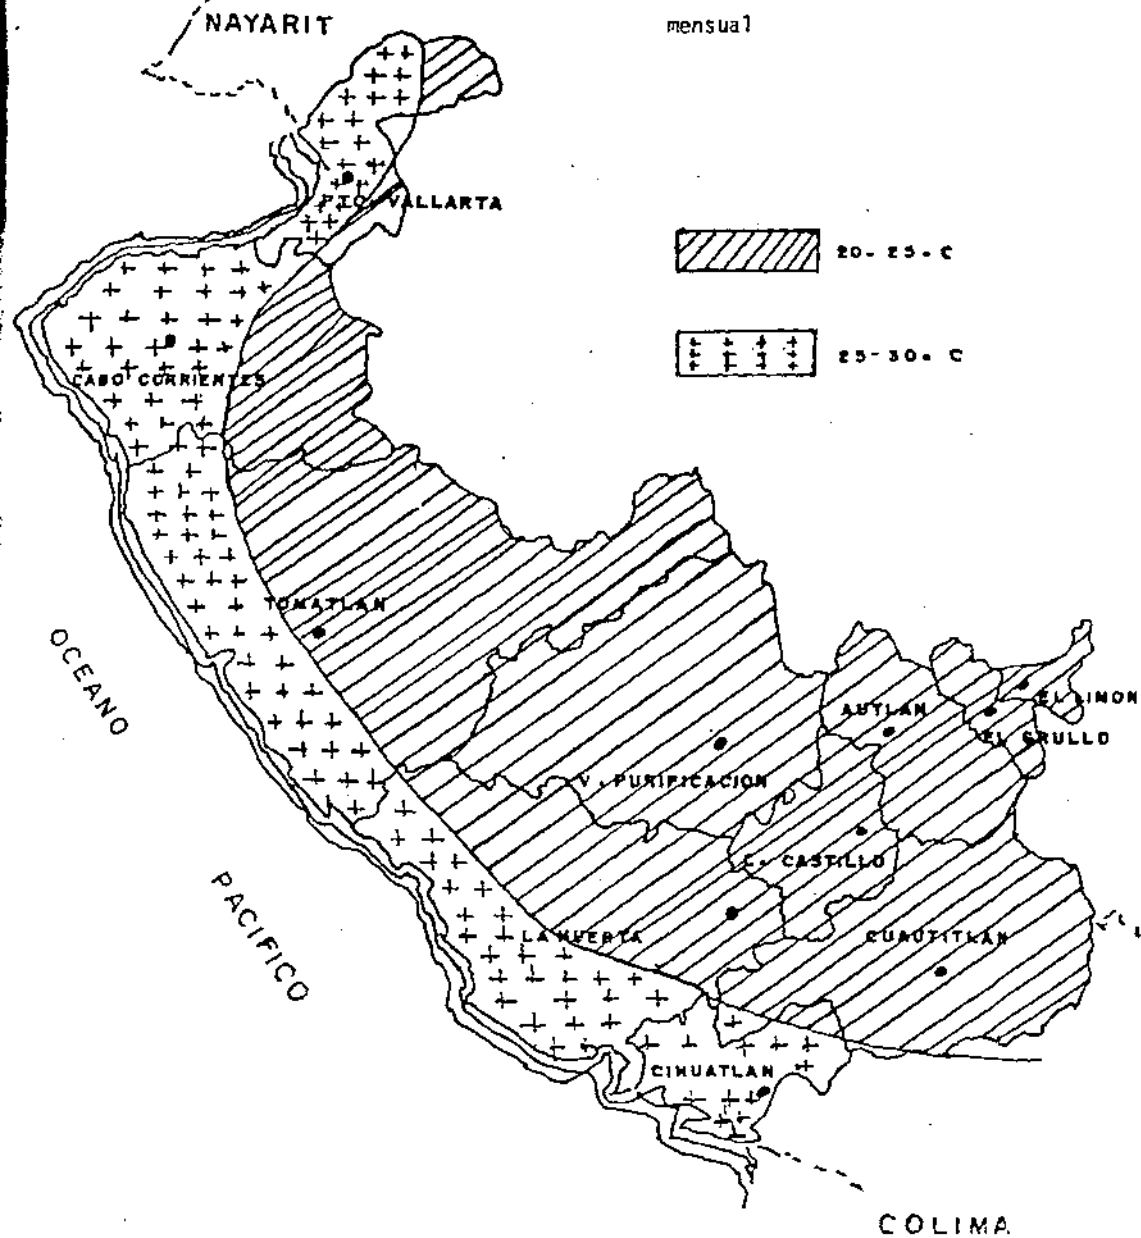 NAYARIT
mensual
PTO. VALLARTA
20- 25. C
25-30. C
CABO CORRIENTES
TOMATLAN
OCEANO
AUTLAN
EL LIMON
EL GRULLO
V. PURIFICACION
C. CASTILLO
PACIFICO
LA HUERTA
CUAUTITLAN
CIHUATLAN
COLIMA